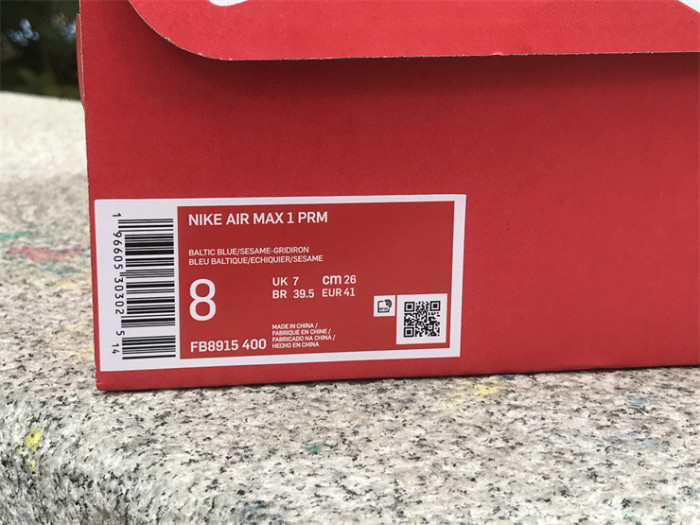 NIKE AIR MAX 1 PRM
BALTIC BLUE/SESAME-GRIDIRON
BLEU BALTIQUE/ECHIQUIER/SESAME
8
UK 7 cm 26
BR 39.5 EUR 41
FB8915 400
MADE IN CHINA /
FABRIQUE EN CHINE /
FABRICADO NA CHINA /
HECHO EN CHINA
1 96605 30302 5
14